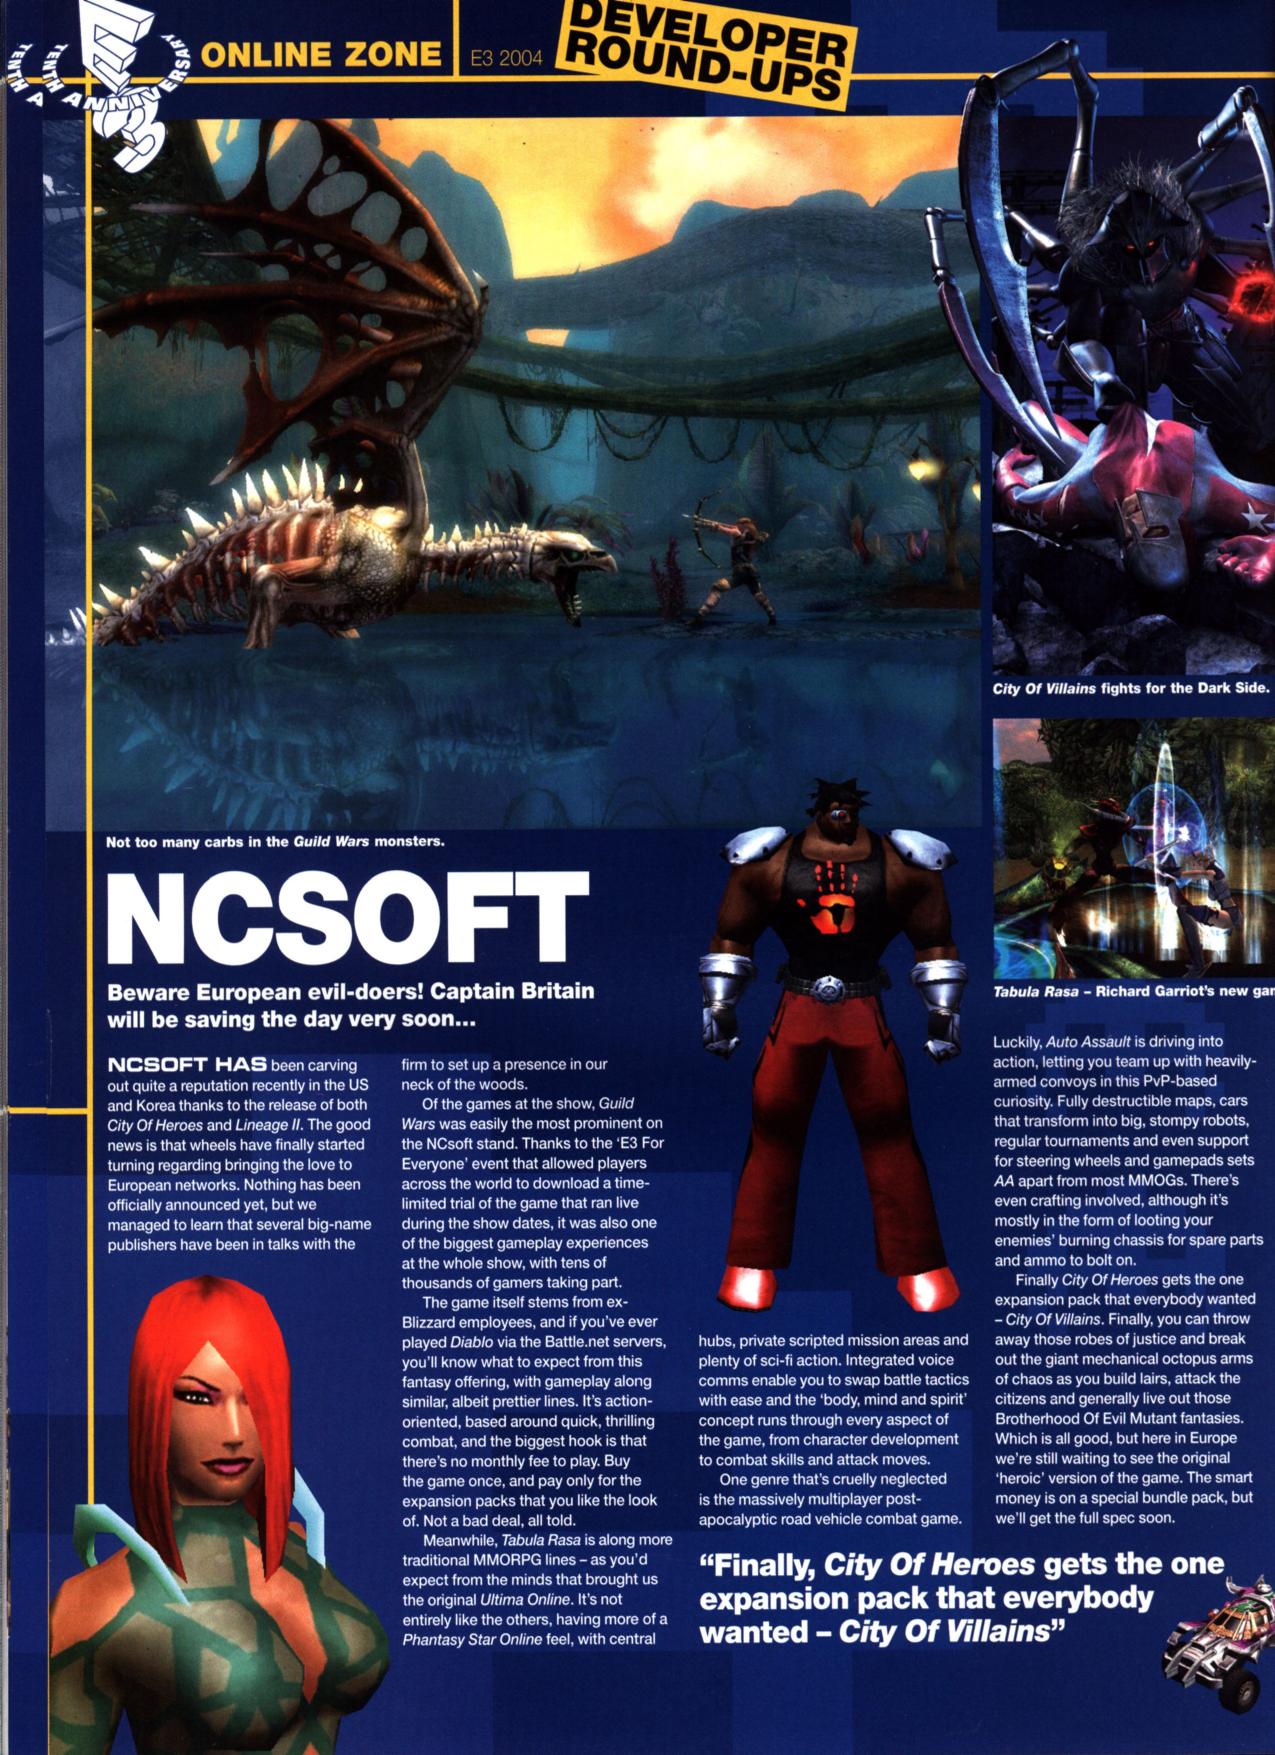 TENTH ANNIVERSARY
E3
ONLINE ZONE
E3 2004
DEVELOPER
ROUND-UPS
City Of Villains fights for the Dark Side.
Not too many carbs in the Guild Wars monsters.
Tabula Rasa – Richard Garriot's new gam
NCSOFT
Beware European evil-doers! Captain Britain
will be saving the day very soon...
NCSOFT HAS been carving
out quite a reputation recently in the US
and Korea thanks to the release of both
City Of Heroes and Lineage II. The good
news is that wheels have finally started
turning regarding bringing the love to
European networks. Nothing has been
officially announced yet, but we
managed to learn that several big-name
publishers have been in talks with the
firm to set up a presence in our
neck of the woods.
Of the games at the show, Guild
Wars was easily the most prominent on
the NCsoft stand. Thanks to the 'E3 For
Everyone' event that allowed players
across the world to download a time-
limited trial of the game that ran live
during the show dates, it was also one
of the biggest gameplay experiences
at the whole show, with tens of
thousands of gamers taking part.
The game itself stems from ex-
Blizzard employees, and if you've ever
played Diablo via the Battle.net servers,
you'll know what to expect from this
fantasy offering, with gameplay along
similar, albeit prettier lines. It's action-
oriented, based around quick, thrilling
combat, and the biggest hook is that
there's no monthly fee to play. Buy
the game once, and pay only for the
expansion packs that you like the look
of. Not a bad deal, all told.
Meanwhile, Tabula Rasa is along more
traditional MMORPG lines – as you'd
expect from the minds that brought us
the original Ultima Online. It's not
entirely like the others, having more of a
Phantasy Star Online feel, with central
hubs, private scripted mission areas and
plenty of sci-fi action. Integrated voice
comms enable you to swap battle tactics
with ease and the 'body, mind and spirit'
concept runs through every aspect of
the game, from character development
to combat skills and attack moves.
One genre that's cruelly neglected
is the massively multiplayer post-
apocalyptic road vehicle combat game.
Luckily, Auto Assault is driving into
action, letting you team up with heavily-
armed convoys in this PvP-based
curiosity. Fully destructible maps, cars
that transform into big, stompy robots,
regular tournaments and even support
for steering wheels and gamepads sets
AA apart from most MMOGs. There's
even crafting involved, although it's
mostly in the form of looting your
enemies' burning chassis for spare parts
and ammo to bolt on.
Finally City Of Heroes gets the one
expansion pack that everybody wanted
– City Of Villains. Finally, you can throw
away those robes of justice and break
out the giant mechanical octopus arms
of chaos as you build lairs, attack the
citizens and generally live out those
Brotherhood Of Evil Mutant fantasies.
Which is all good, but here in Europe
we're still waiting to see the original
'heroic' version of the game. The smart
money is on a special bundle pack, but
we'll get the full spec soon.
"Finally, City Of Heroes gets the one
expansion pack that everybody
wanted – City Of Villains"